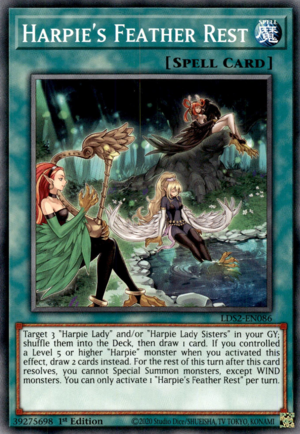 Harpie's Feather Rest
SPELL
魔
[Spell Card]
LDS2-EN086
Target 3 "Harpie Lady" and/or "Harpie Lady Sisters" in your GY;
shuffle them into the Deck, then draw 1 card. If you controlled
a Level 5 or higher "Harpie" monster when you activated this
effect, draw 2 cards instead. For the rest of this turn after this card
resolves, you cannot Special Summon monsters, except WIND
monsters. You can only activate 1 "Harpie's Feather Rest" per turn.
39275698 1st Edition ©2020 Studio Dice/SHUEISHA, TV TOKYO, KONAMI